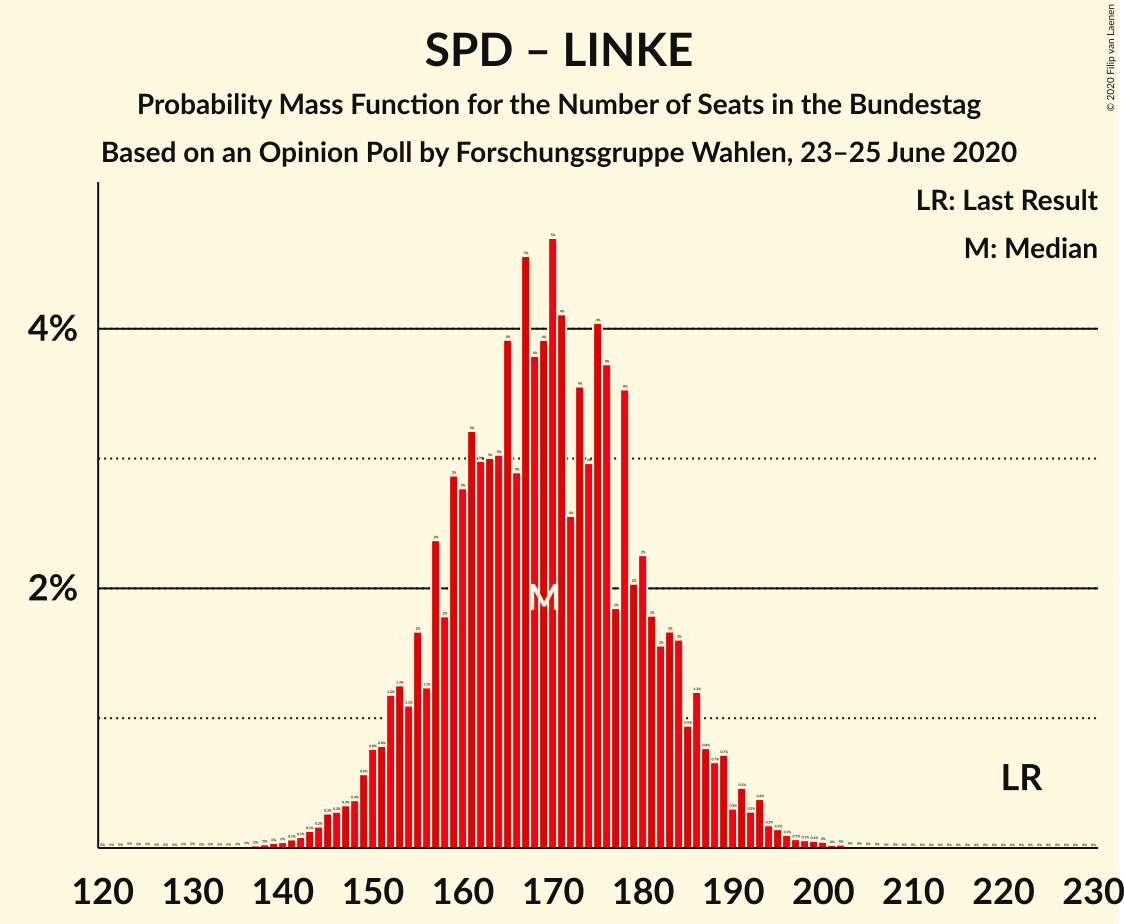 SPD – LINKE
Probability Mass Function for the Number of Seats in the Bundestag
Based on an Opinion Poll by Forschungsgruppe Wahlen, 23–25 June 2020
© 2020 Filip van Laenen
LR: Last Result
M: Median
4%
2%
M
LR
120 130 140 150 160 170 180 190 200 210 220 230